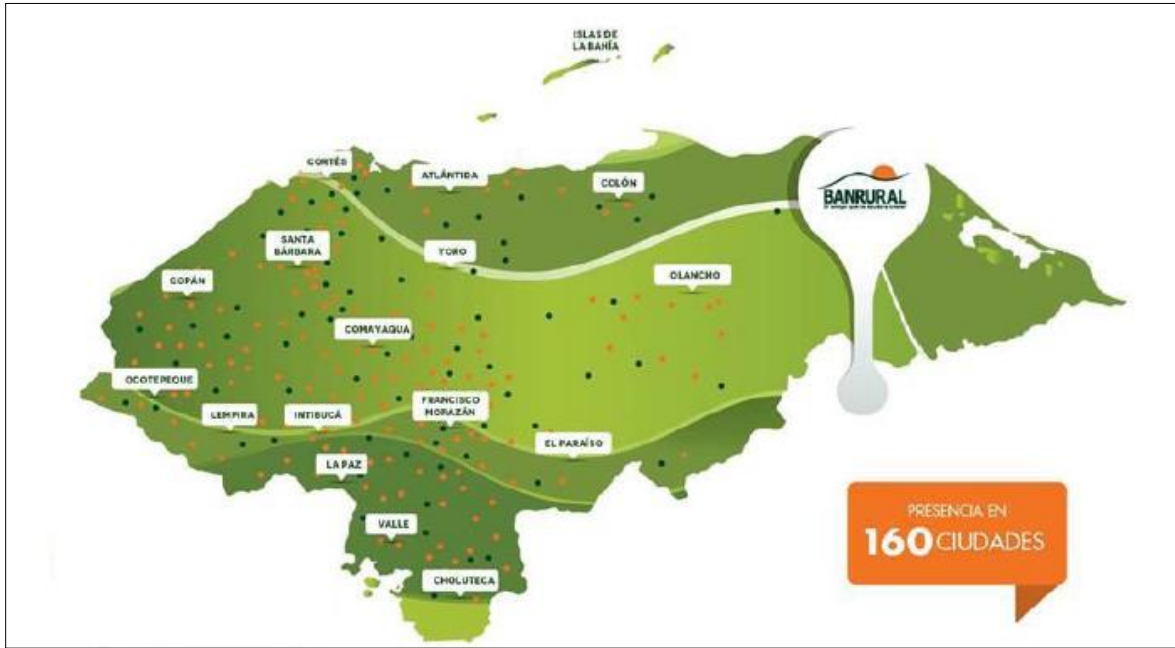 ISLAS DE
LA BAHÍA
CORTÉS
ATLÁNTIDA
COLÓN
BANRURAL
SANTA
BÁRBARA
YORO
OLANCHO
COPÁN
COMAYAGUA
OCOTEPEQUE
LEMPIRA
INTIBUCÁ
FRANCISCO
MORAZÁN
EL PARAÍSO
LA PAZ
VALLE
CHOLUTECA
PRESENCIA EN
160 CIUDADES